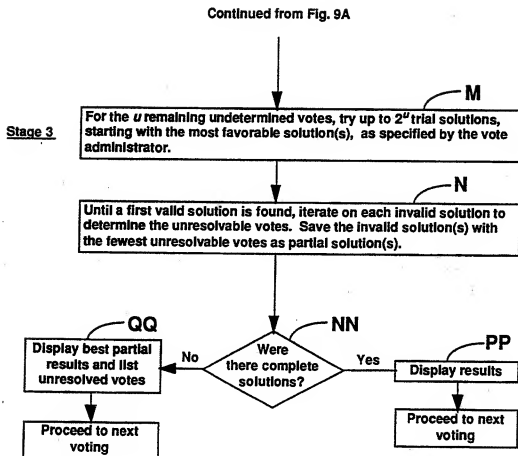 Continued from Fig. 9A
M
Stage 3
For the u remaining undetermined votes, try up to 2^u trial solutions,
starting with the most favorable solution(s), as specified by the vote
administrator.
N
Until a first valid solution is found, iterate on each invalid solution to
determine the unresolvable votes. Save the invalid solution(s) with
the fewest unresolvable votes as partial solution(s).
QQ
NN
PP
Display best partial
results and list
unresolved votes
No
Were
there complete
solutions?
Yes
Display results
Proceed to next
voting
Proceed to next
voting